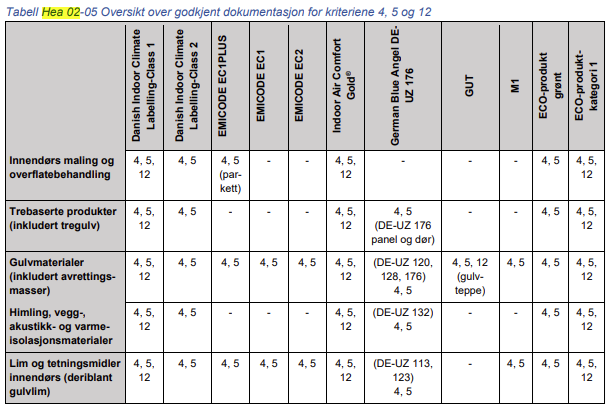 Tabell Hea 02-05 Oversikt over godkjent dokumentasjon for kriteriene 4, 5 og 12
Danish Indoor Climate
Labelling-Class 1
Danish Indoor Climate
Labelling-Class 2
EMICODE EC1PLUS
EMICODE EC1
EMICODE EC2
Indoor Air Comfort
Gold®
German Blue Angel DE-
UZ 176
GUT
M1
ECO-produkt
grønt
ECO-produkt-
kategori 1
Innendørs maling og
overflatebehandling
4, 5,
12
4, 5
4, 5
(par-
kett)
-
-
4, 5,
12
-
-
-
4, 5
4, 5,
12
Trebaserte produkter
(inkludert tregulv)
4, 5,
12
4, 5
-
-
-
4, 5,
12
4, 5
(DE-UZ 176
panel og dør)
-
-
4, 5
4, 5,
12
Gulvmaterialer
(inkludert avrettings-
masser)
4, 5,
12
4, 5
4, 5
4, 5
4, 5
4, 5,
12
(DE-UZ 120,
128, 176)
4, 5
4, 5, 12
(gulv-
teppe)
4, 5
4, 5
4, 5,
12
Himling, vegg-,
akustikk- og varme-
isolasjonsmaterialer
4, 5,
12
4, 5
-
-
-
4, 5,
12
(DE-UZ 132)
4, 5
-
-
4, 5
4, 5,
12
Lim og tetningsmidler
innendørs (deriblant
gulvlim)
4, 5,
12
4, 5
4, 5
4, 5
4, 5
4, 5,
12
(DE-UZ 113,
123)
4, 5
-
4, 5
4, 5
4, 5,
12